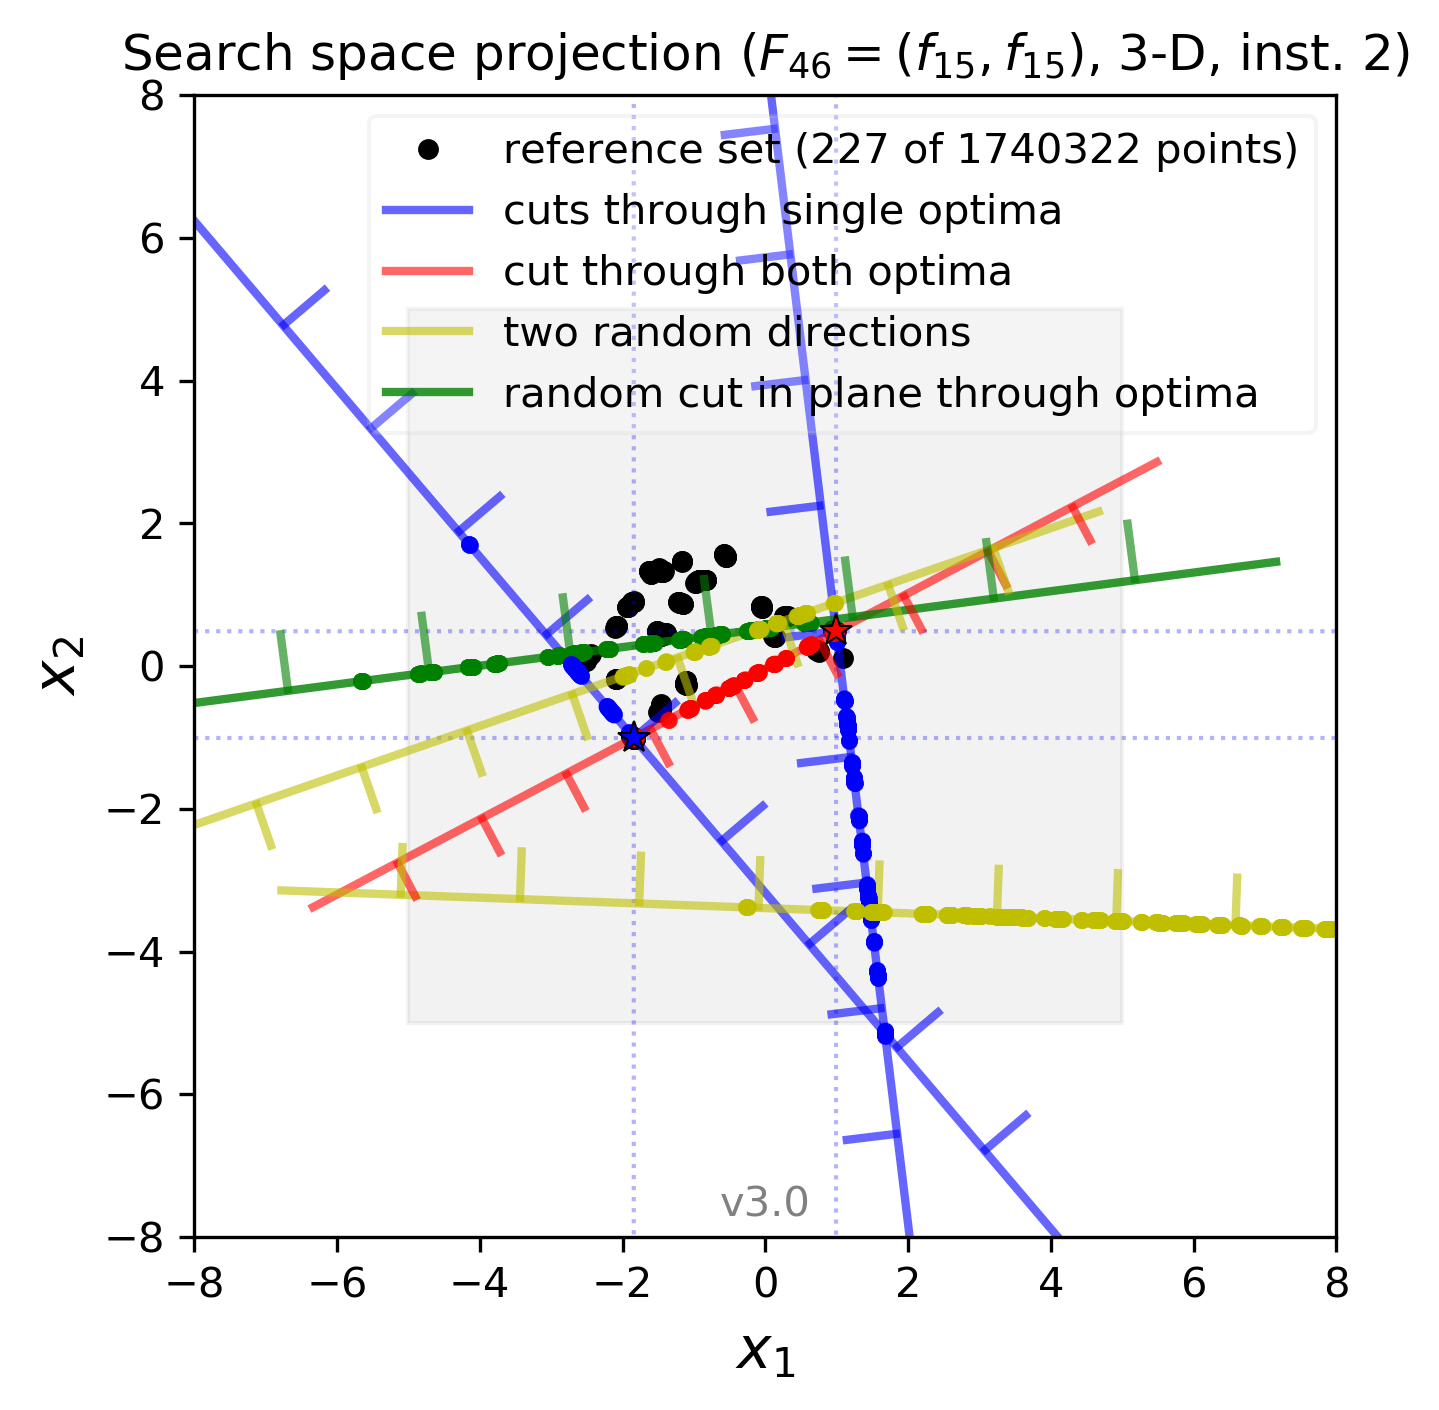 Search space projection (F₄₆ = (f₁₅, f₁₅), 3-D, inst. 2)
reference set (227 of 1740322 points)
cuts through single optima
cut through both optima
two random directions
random cut in plane through optima
8
6
4
2
0
−2
−4
−6
−8
x₂
v3.0
−8 −6 −4 −2 0 2 4 6 8
x₁